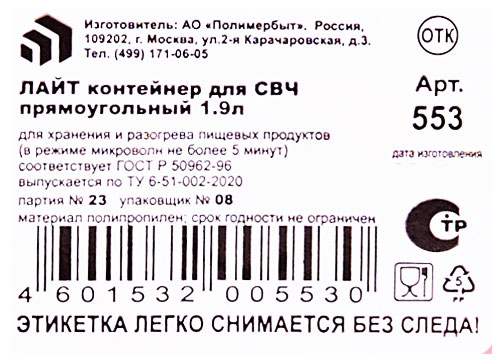 Изготовитель: АО «Полимербыт». Россия,
109202, г. Москва, ул.2-я Карачаровская, д.3.
Тел. (499) 171-06-05
ОТК
ЛАЙТ контейнер для СВЧ
прямоугольный 1.9л
Арт.
553
для хранения и разогрева пищевых продуктов
(в режиме микроволн не более 5 минут)
соответствует ГОСТ Р 50962-96
выпускается по ТУ 6-51-002-2020
дата изготовления
партия № 23 упаковщик № 08
материал полипропилен; срок годности не ограничен
СТР
5
PP
4 601532 005530
ЭТИКЕТКА ЛЕГКО СНИМАЕТСЯ БЕЗ СЛЕДА!